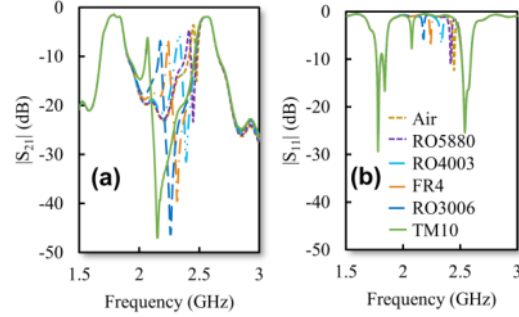 0
-10
-20
-30
-40
-50
|S21| (dB)
(a)
1.5 2 2.5 3
Frequency (GHz)
0
-10
-20
-30
-40
-50
|S11| (dB)
(b)
Air
RO5880
RO4003
FR4
RO3006
TM10
1.5 2 2.5 3
Frequency (GHz)